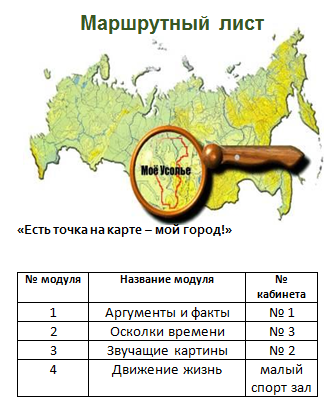 Маршрутный лист
Моё Усолье
«Есть точка на карте – мой город!»
№ модуля Название модуля № кабинета
1 Аргументы и факты № 1
2 Осколки времени № 3
3 Звучащие картины № 2
4 Движение жизнь малый спорт зал